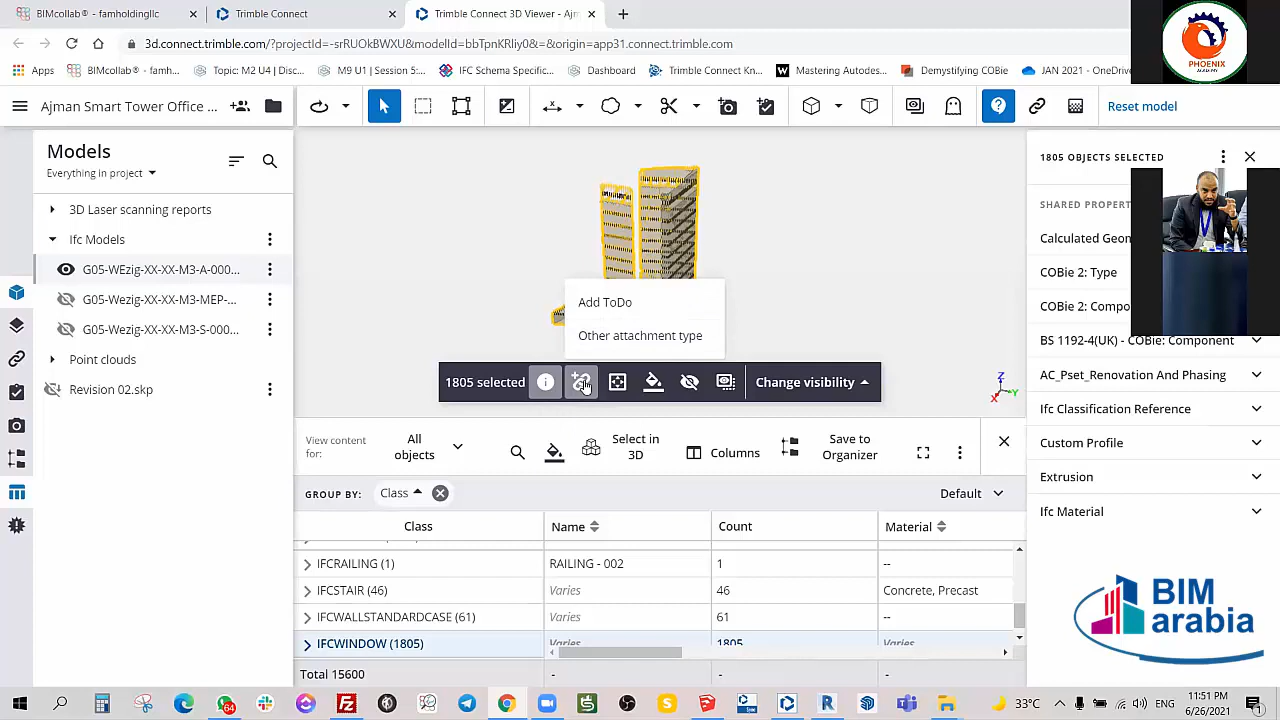 BIMcollab® - famholdingllc
Trimble Connect
Trimble Connect 3D Viewer - Ajm
3d.connect.trimble.com/?projectId=-srRUOkBWXU&modelId=bbTpnKRIy0&=&origin=app31.connect.trimble.com
Apps
BIMcollab® - famh...
Topic: M2 U4 | Disc...
M9 U1 | Session 5:...
IFC Schema Specific...
Dashboard
Trimble Connect Kn...
Mastering Autodes...
Demystifying COBie
JAN 2021 - OneDriv
PHOENIX
Ajman Smart Tower Office ...
Reset model
Models
Everything in project
3D Laser scanning reports
Ifc Models
G05-WEzig-XX-XX-M3-A-000...
G05-Wezig-XX-XX-M3-MEP-...
G05-Wezig-XX-XX-M3-S-000...
Point clouds
Revision 02.skp
Add ToDo
Other attachment type
1805 selected
Change visibility
Z
Y
X
1805 OBJECTS SELECTED
SHARED PROPERT
Calculated Geon
COBie 2: Type
COBie 2: Compo
BS 1192-4(UK) - COBie: Component
AC_Pset_Renovation And Phasing
Ifc Classification Reference
Custom Profile
Extrusion
Ifc Material
View content
for:
All
objects
Select in
3D
Columns
Save to
Organizer
GROUP BY:
Class
Default
Class
Name
Count
Material
IFCRAILING (1)
RAILING - 002
1
--
IFCSTAIR (46)
Varies
46
Concrete, Precast
IFCWALLSTANDARDCASE (61)
Varies
61
--
IFCWINDOW (1805)
Varies
1805
Varies
Total 15600
-
-
-
BIM
arabia
64
33°C
ENG
11:51 PM
6/26/2021
1